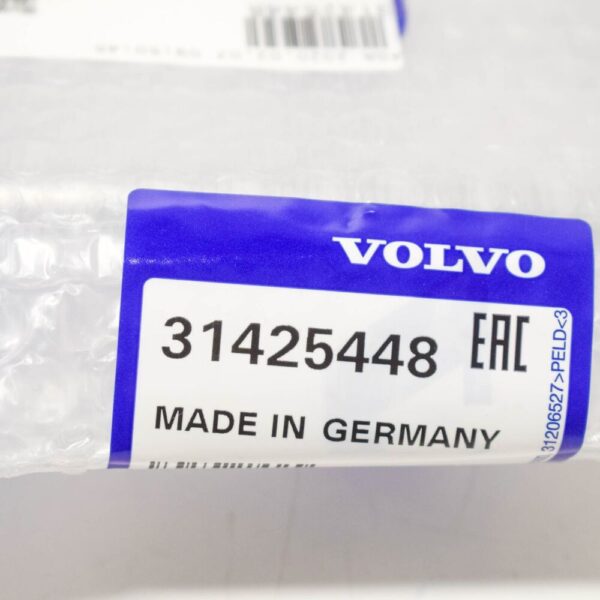 VOLVO
31425448
EAC
MADE IN GERMANY
31206527>PELD<3